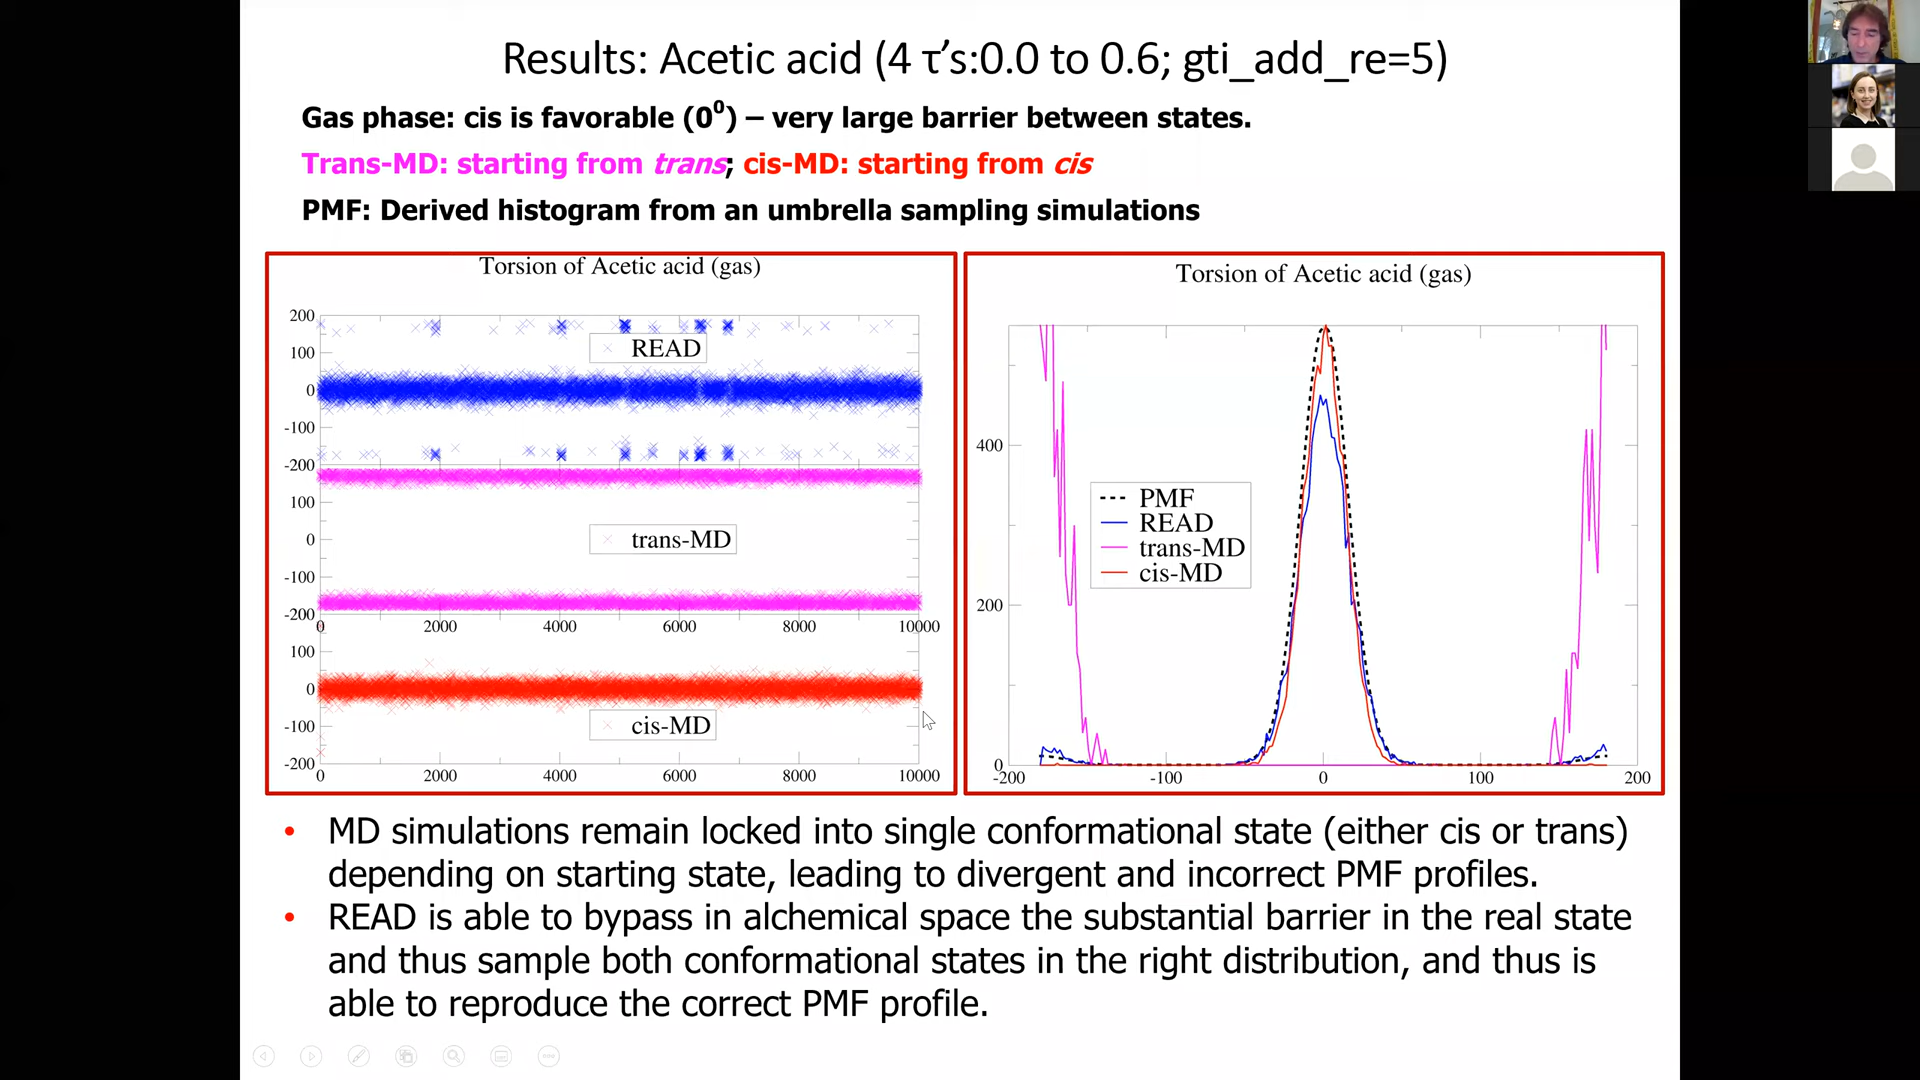 Results: Acetic acid (4 τ's:0.0 to 0.6; gti_add_re=5)
Gas phase: cis is favorable (0⁰) – very large barrier between states.
Trans-MD: starting from trans; cis-MD: starting from cis
PMF: Derived histogram from an umbrella sampling simulations
Torsion of Acetic acid (gas)
200
100
0
-100
-200
READ
100
0
-100
-200
trans-MD
0 2000 4000 6000 8000 10000
100
0
-100
-200
cis-MD
0 2000 4000 6000 8000 10000
Torsion of Acetic acid (gas)
400
200
0
PMF
READ
trans-MD
cis-MD
-200 -100 0 100 200
• MD simulations remain locked into single conformational state (either cis or trans)
depending on starting state, leading to divergent and incorrect PMF profiles.
• READ is able to bypass in alchemical space the substantial barrier in the real state
and thus sample both conformational states in the right distribution, and thus is
able to reproduce the correct PMF profile.